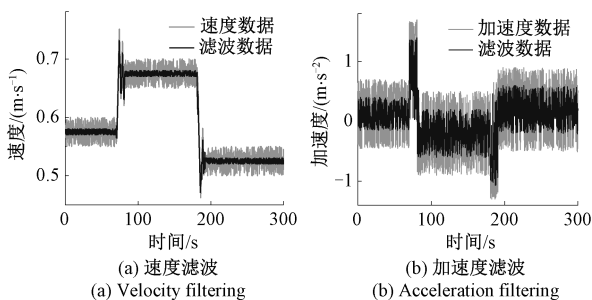 速度数据
滤波数据
速度/(m·s⁻¹)
0.7
0.6
0.5
0 100 200 300
时间/s
(a) 速度滤波
(a) Velocity filtering
加速度数据
滤波数据
加速度/(m·s⁻²)
1
0
−1
0 100 200 300
时间/s
(b) 加速度滤波
(b) Acceleration filtering